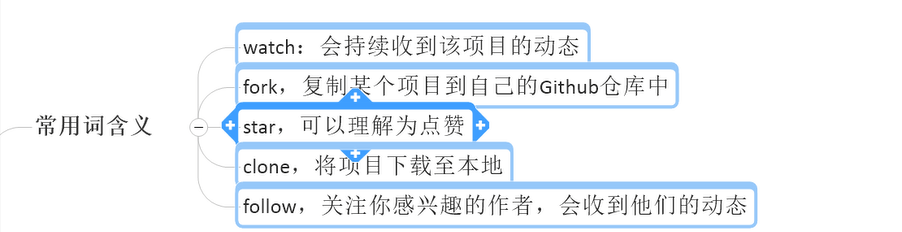 常用词含义
watch：会持续收到该项目的动态
fork，复制某个项目到自己的Github仓库中
star，可以理解为点赞
clone，将项目下载至本地
follow，关注你感兴趣的作者，会收到他们的动态